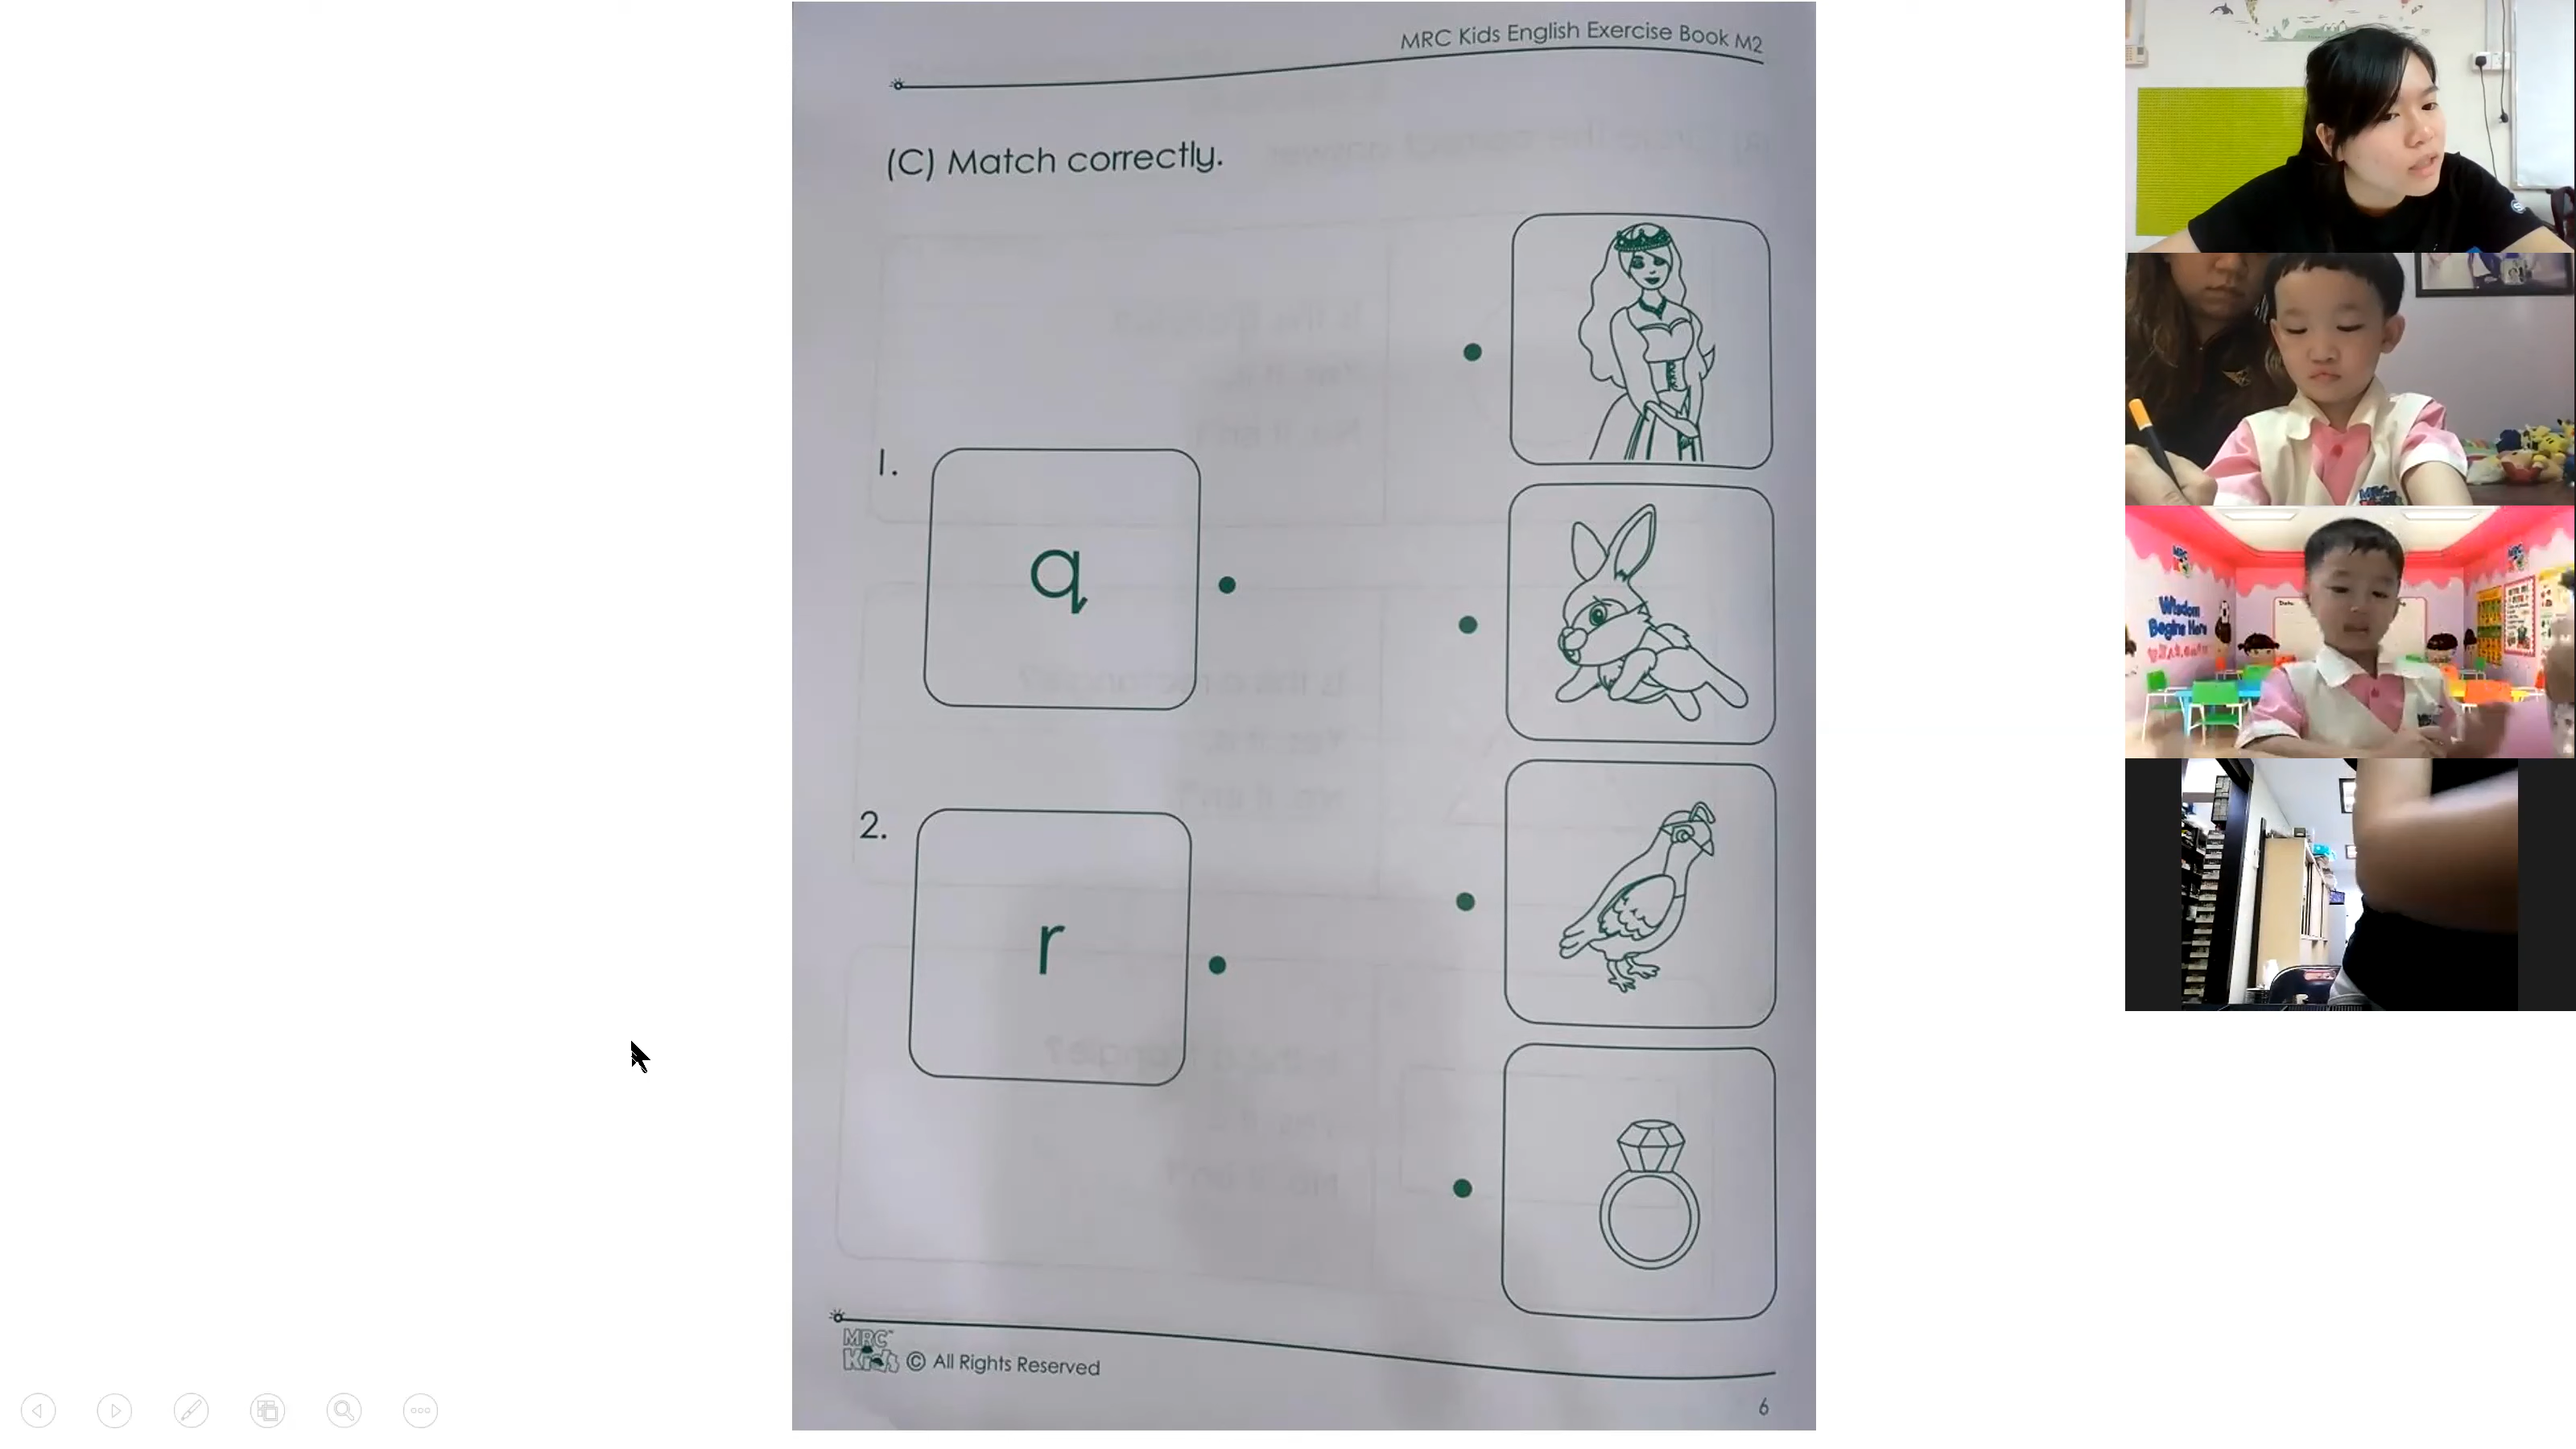 MRC Kids English Exercise Book M2
(C) Match correctly.
1.
q
2.
r
MRC Kids © All Rights Reserved
6
Wisdom
Begins Here